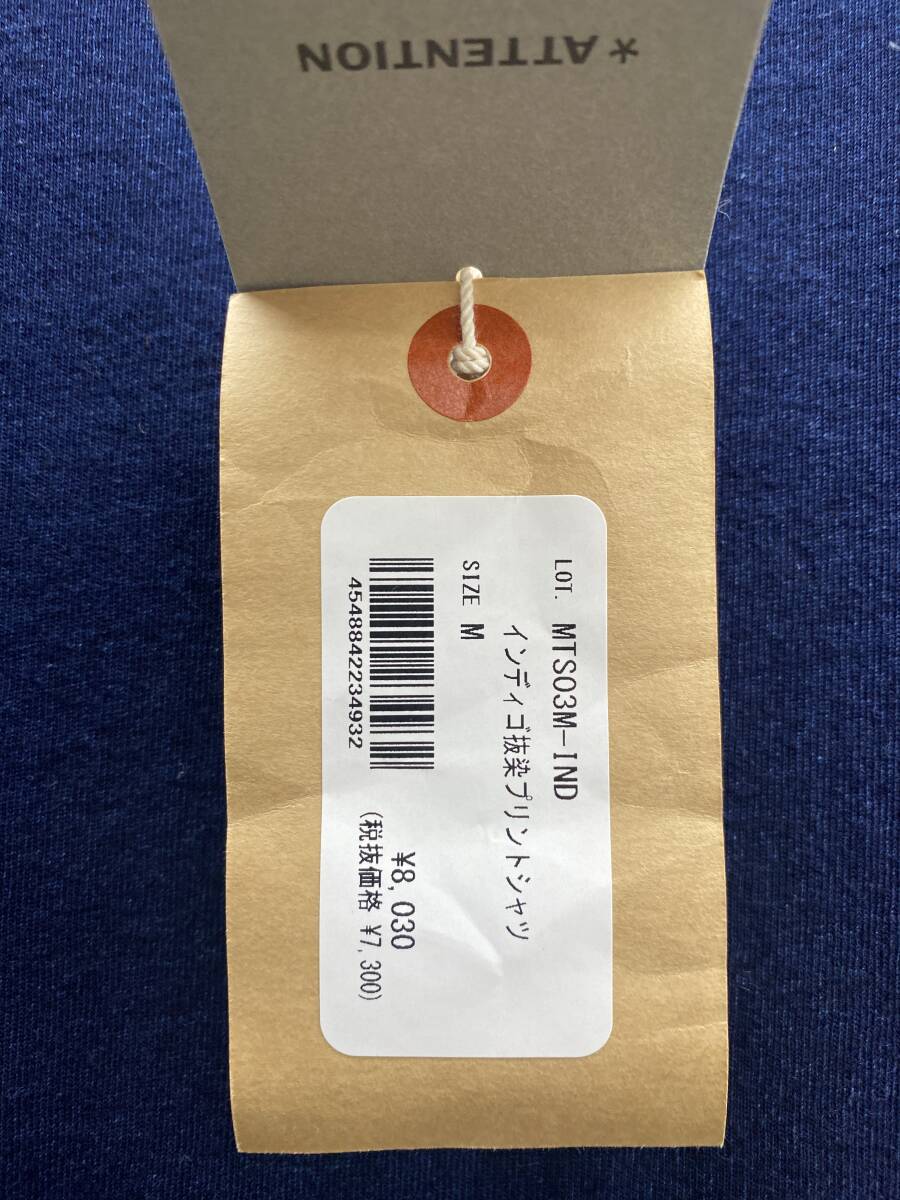 *ATTENTION
LOT. MTS03M-IND
インディゴ抜染プリントシャツ
SIZE M
4548842234932
¥8,030
(税抜価格 ¥7,300)